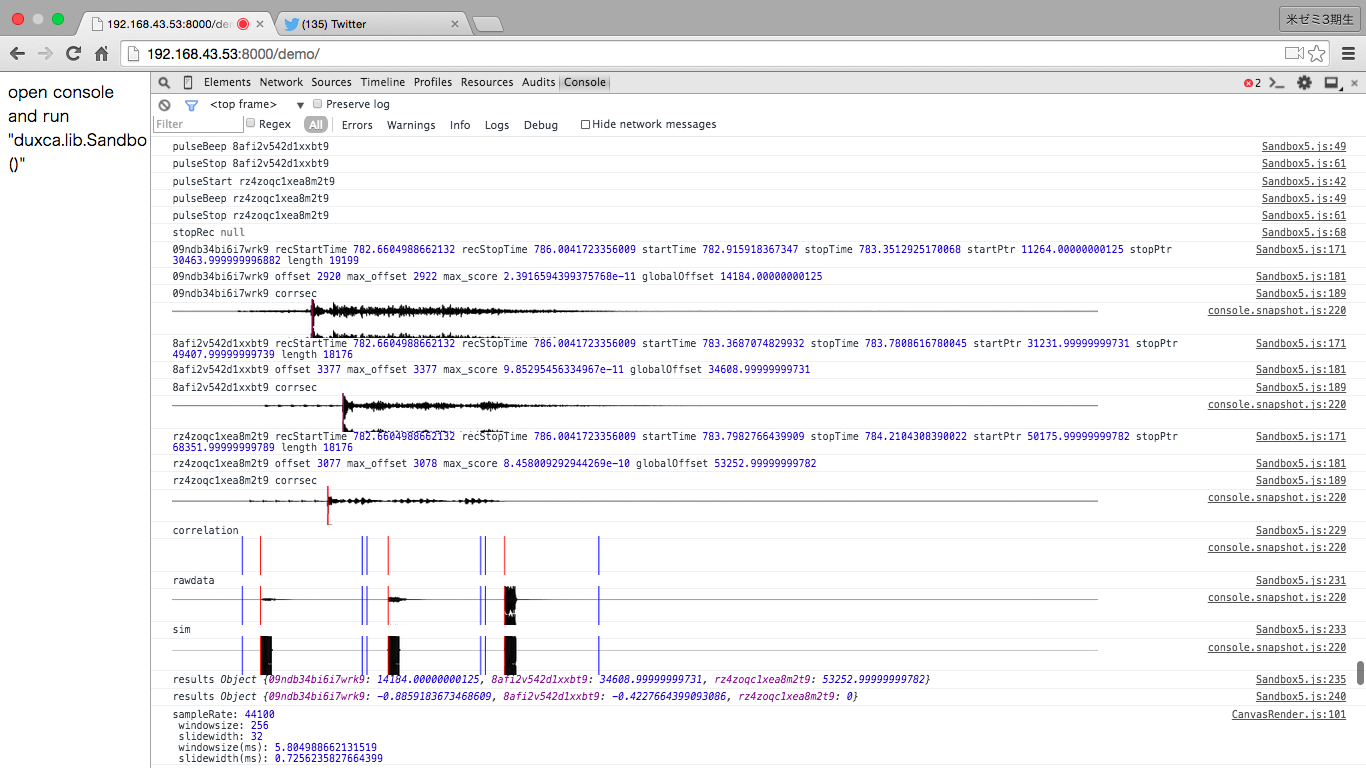 192.168.43.53:8000/de
(135) Twitter
米ゼミ3期生
192.168.43.53:8000/demo/
open console
and run
"duxca.lib.Sandbo
()"
Elements Network Sources Timeline Profiles Resources Audits Console
2
<top frame> Preserve log
Filter Regex All Errors Warnings Info Logs Debug Hide network messages
pulseBeep 8afi2v542d1xxbt9 Sandbox5.js:49
pulseStop 8afi2v542d1xxbt9 Sandbox5.js:61
pulseStart rz4zoqc1xea8m2t9 Sandbox5.js:42
pulseBeep rz4zoqc1xea8m2t9 Sandbox5.js:49
pulseStop rz4zoqc1xea8m2t9 Sandbox5.js:61
stopRec null Sandbox5.js:68
09ndb34bi6i7wrk9 recStartTime 782.6604988662132 recStopTime 786.0041723356009 startTime 782.915918367347 stopTime 783.3512925170068 startPtr 11264.00000000125 stopPtr Sandbox5.js:171
30463.999999996882 length 19199
09ndb34bi6i7wrk9 offset 2920 max_offset 2922 max_score 2.3916594399375768e-11 globalOffset 14184.00000000125 Sandbox5.js:181
09ndb34bi6i7wrk9 corrsec Sandbox5.js:189
console.snapshot.js:220
8afi2v542d1xxbt9 recStartTime 782.6604988662132 recStopTime 786.0041723356009 startTime 783.3687074829932 stopTime 783.7808616780045 startPtr 31231.99999999731 stopPtr Sandbox5.js:171
49407.99999999739 length 18176
8afi2v542d1xxbt9 offset 3377 max_offset 3377 max_score 9.85295456334967e-11 globalOffset 34608.99999999731 Sandbox5.js:181
8afi2v542d1xxbt9 corrsec Sandbox5.js:189
console.snapshot.js:220
rz4zoqc1xea8m2t9 recStartTime 782.6604988662132 recStopTime 786.0041723356009 startTime 783.7982766439909 stopTime 784.2104308390022 startPtr 50175.99999999782 stopPtr Sandbox5.js:171
68351.99999999789 length 18176
rz4zoqc1xea8m2t9 offset 3077 max_offset 3078 max_score 8.458009292944269e-10 globalOffset 53252.99999999782 Sandbox5.js:181
rz4zoqc1xea8m2t9 corrsec Sandbox5.js:189
console.snapshot.js:220
correlation Sandbox5.js:229
console.snapshot.js:220
rawdata Sandbox5.js:231
console.snapshot.js:220
sim Sandbox5.js:233
console.snapshot.js:220
results Object {09ndb34bi6i7wrk9: 14184.00000000125, 8afi2v542d1xxbt9: 34608.99999999731, rz4zoqc1xea8m2t9: 53252.99999999782} Sandbox5.js:235
results Object {09ndb34bi6i7wrk9: -0.8859183673468609, 8afi2v542d1xxbt9: -0.4227664399093086, rz4zoqc1xea8m2t9: 0} Sandbox5.js:240
sampleRate: 44100 CanvasRender.js:101
windowsize: 256
slidewidth: 32
windowsize(ms): 5.804988662131519
slidewidth(ms): 0.7256235827664399